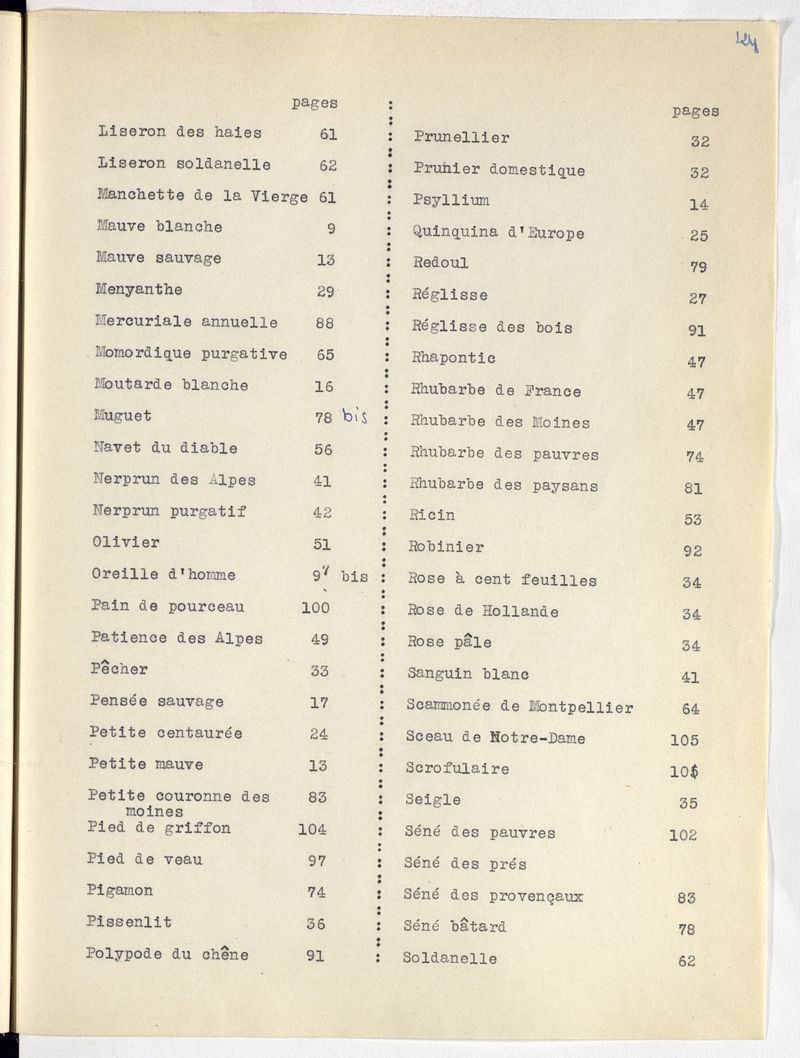 pages
Liseron des haies 61
Liseron soldanelle 62
Manchette de la Vierge 61
Mauve blanche 9
Mauve sauvage 13
Menyanthe 29
Mercuriale annuelle 88
Momordique purgative 65
Moutarde blanche 16
Muguet 78 bis
Navet du diable 56
Nerprun des Alpes 41
Nerprun purgatif 42
Olivier 51
Oreille d'homme 97 bis
Pain de pourceau 100
Patience des Alpes 49
Pêcher 33
Pensée sauvage 17
Petite centaurée 24
Petite mauve 13
Petite couronne des 83
moines
Pied de griffon 104
Pied de veau 97
Pigamon 74
Pissenlit 36
Polypode du chêne 91
pages
Prunellier 32
Prunier domestique 32
Psyllium 14
Quinquina d'Europe 25
Redoul 79
Réglisse 27
Réglisse des bois 91
Rhapontic 47
Rhubarbe de France 47
Rhubarbe des Moines 47
Rhubarbe des pauvres 74
Rhubarbe des paysans 81
Ricin 53
Robinier 92
Rose à cent feuilles 34
Rose de Hollande 34
Rose pâle 34
Sanguin blanc 41
Scammonée de Montpellier 64
Sceau de Notre-Dame 105
Scrofulaire
Seigle 35
Séné des pauvres 102
Séné des prés
Séné des provençaux 83
Séné bâtard 78
Soldanelle 62